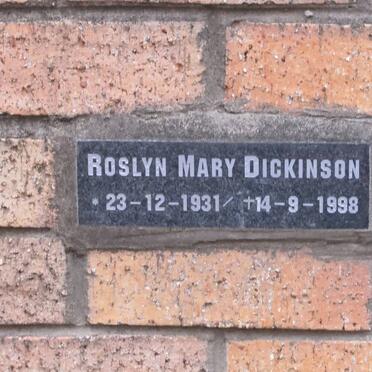 ROSLYN MARY DICKINSON
* 23-12-1931 / †14-9-1998